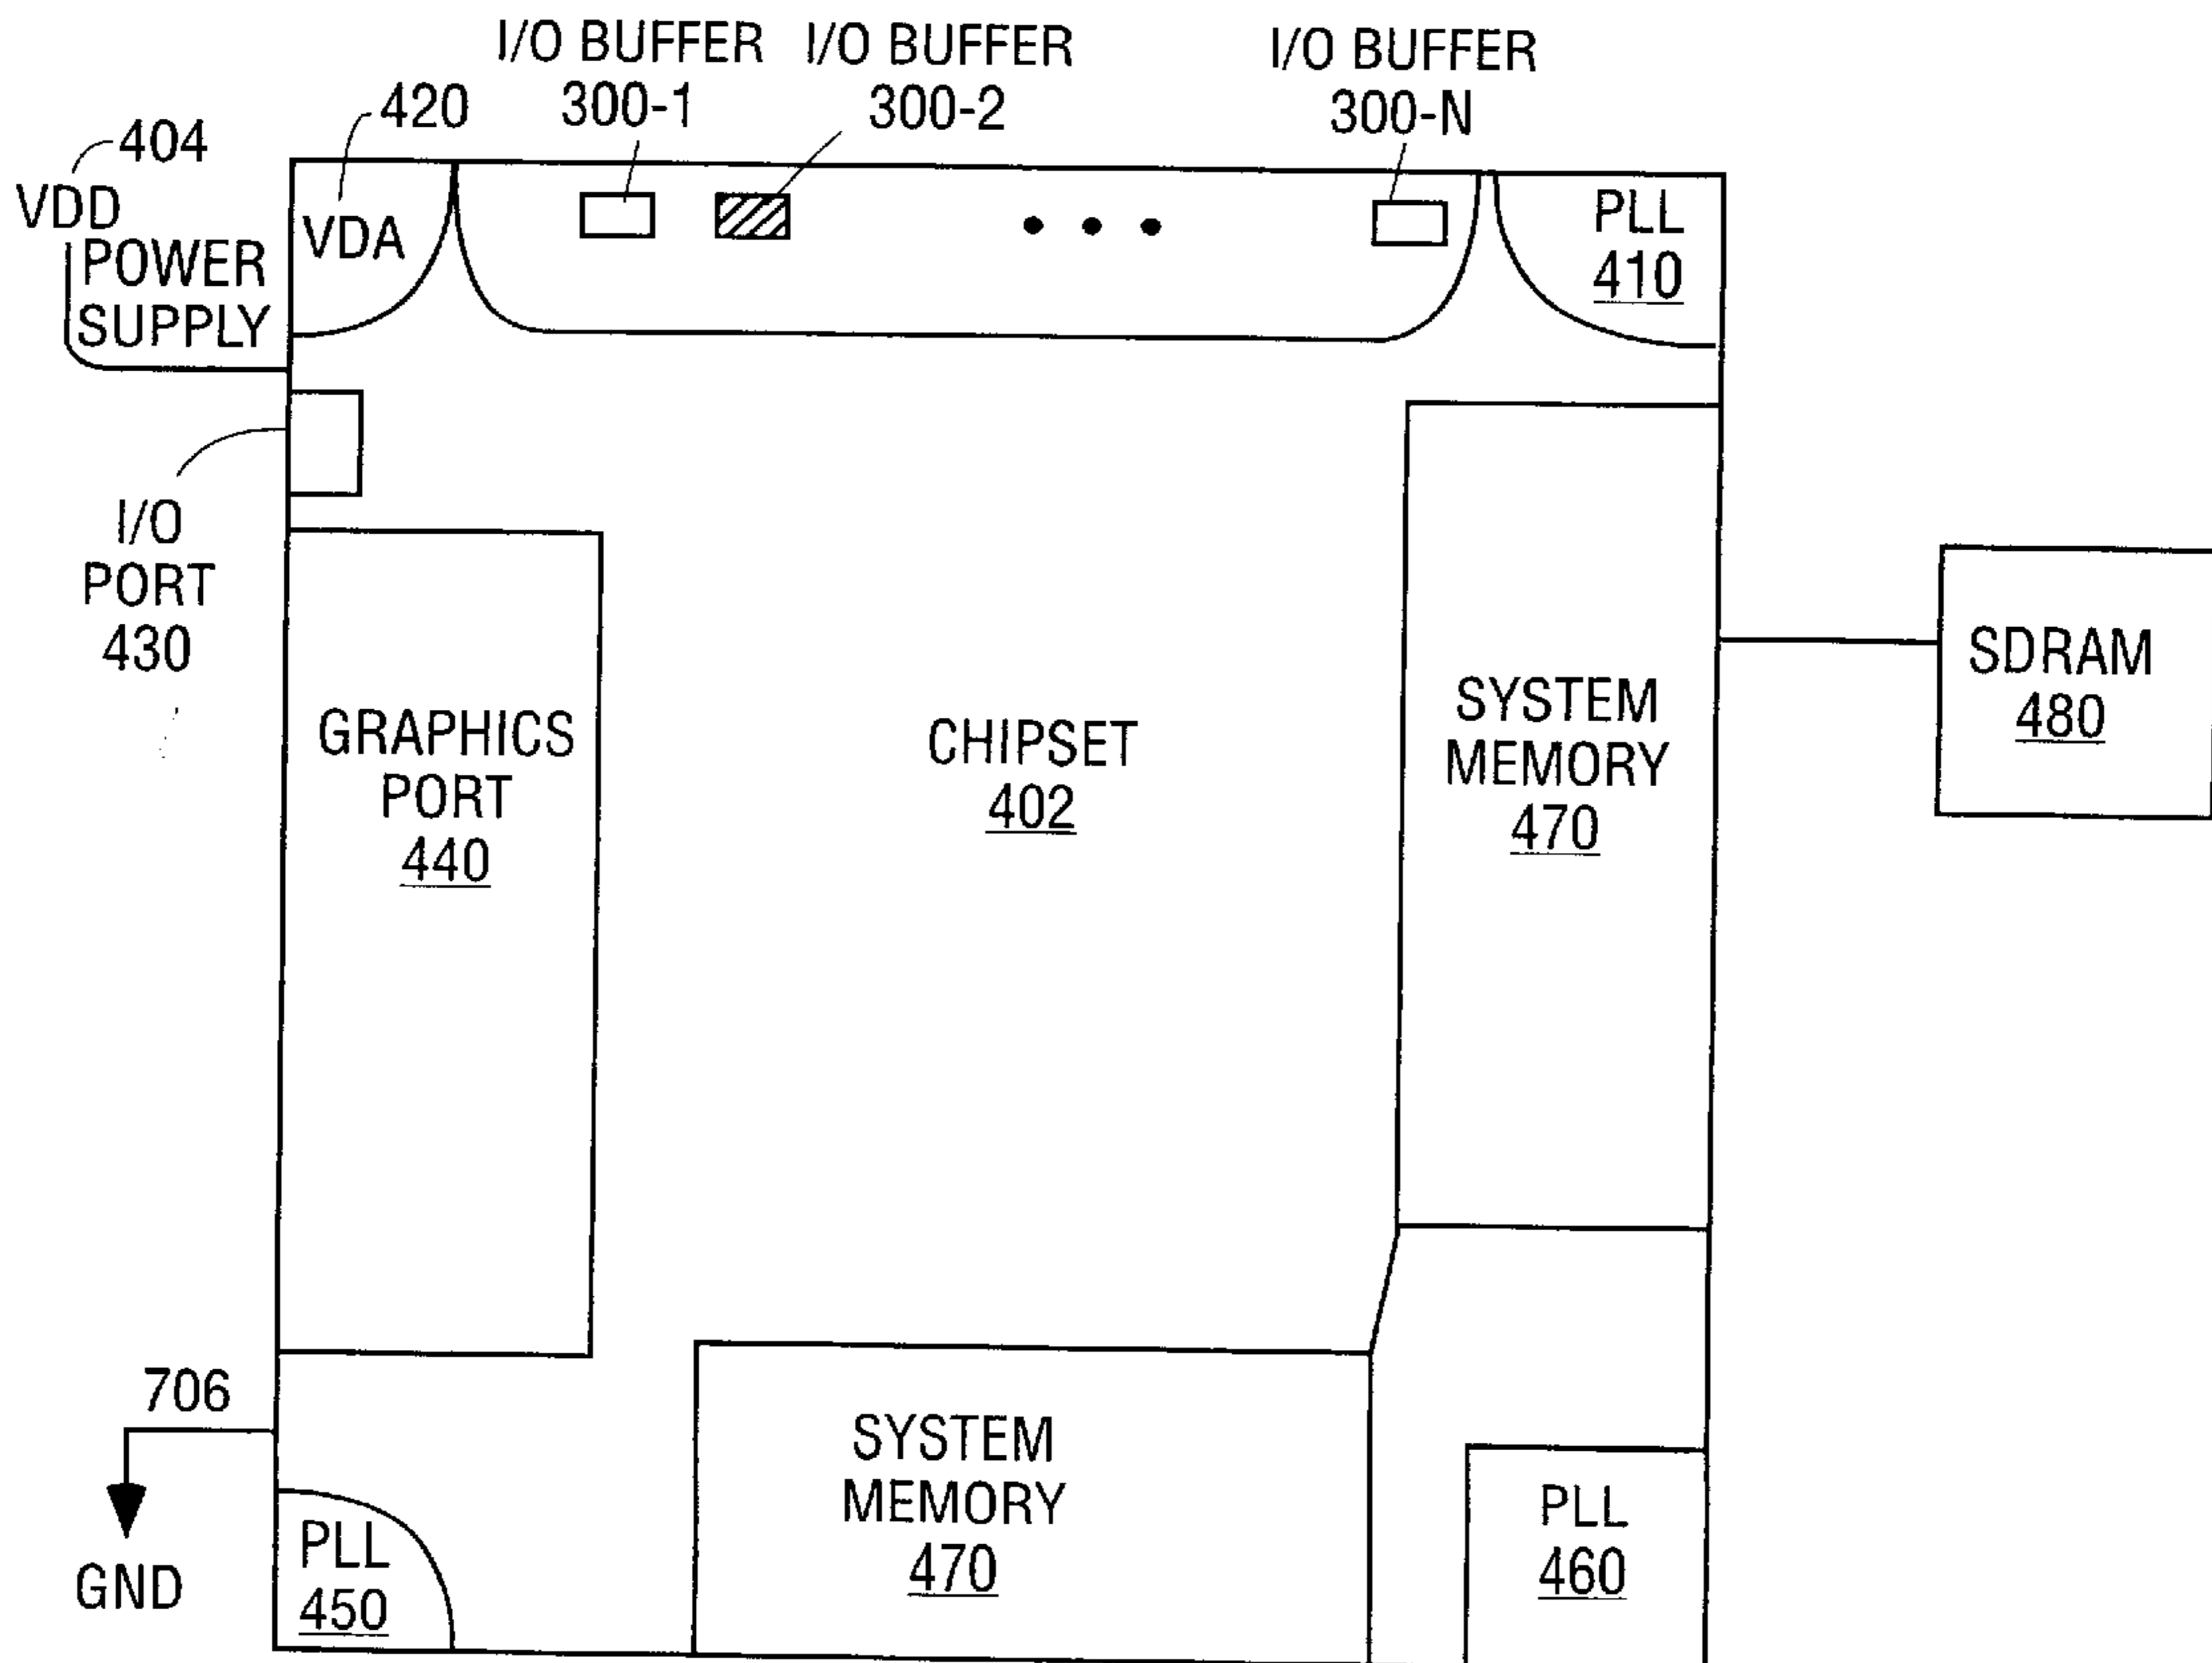 I/O BUFFER
300-1
I/O BUFFER
300-2
I/O BUFFER
300-N
420
404
VDD
POWER
SUPPLY
VDA
PLL
410
I/O
PORT
430
GRAPHICS
PORT
440
CHIPSET
402
SYSTEM
MEMORY
470
SDRAM
480
706
GND
PLL
450
SYSTEM
MEMORY
470
PLL
460